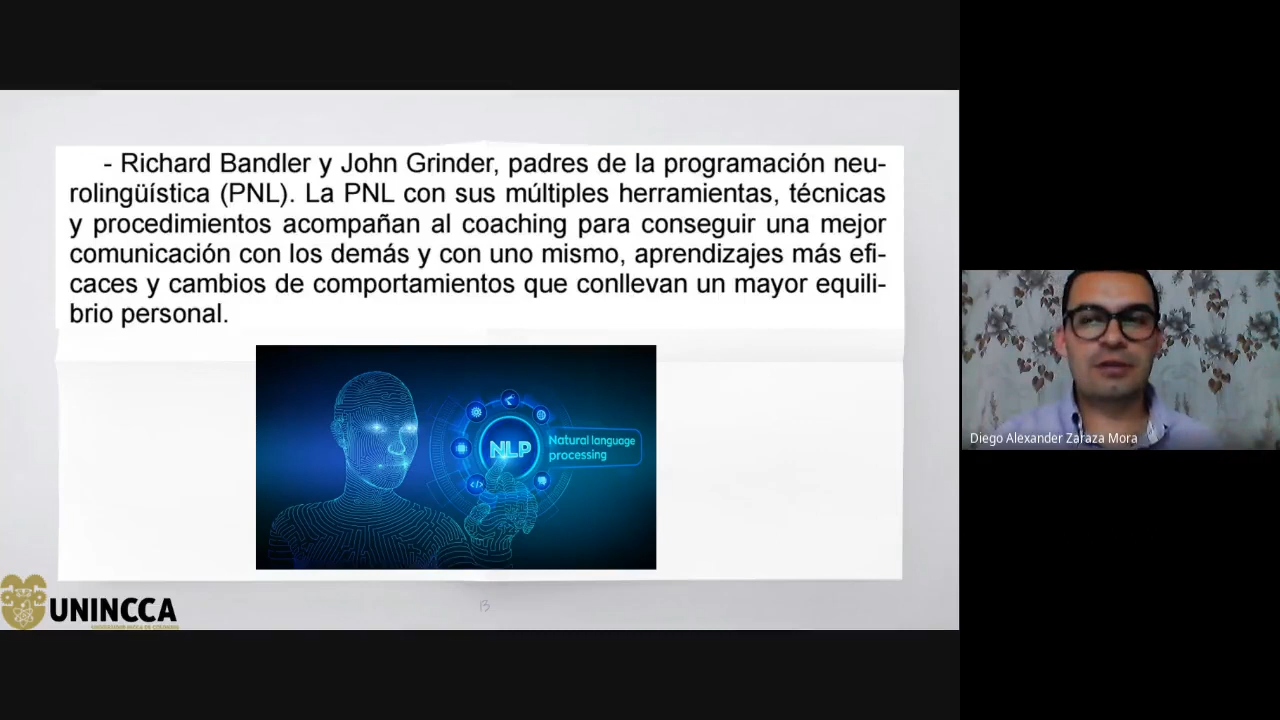 - Richard Bandler y John Grinder, padres de la programación neu-
rolingüística (PNL). La PNL con sus múltiples herramientas, técnicas
y procedimientos acompañan al coaching para conseguir una mejor
comunicación con los demás y con uno mismo, aprendizajes más efi-
caces y cambios de comportamientos que conllevan un mayor equili-
brio personal.
NLP
Natural language
processing
</>
Diego Alexander Zaraza Mora
UNINCCA
13